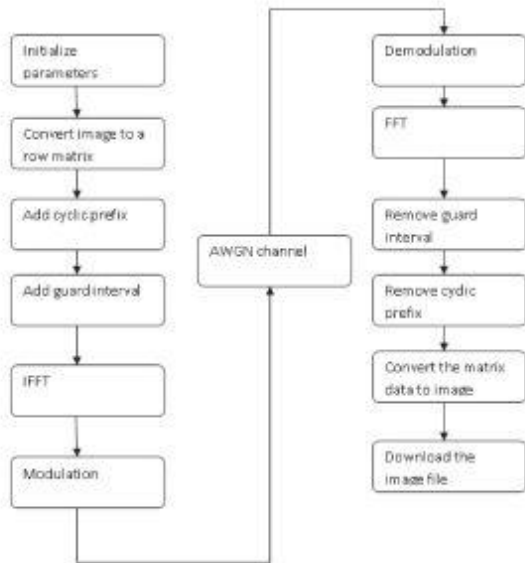 Initialize
parameters
Convert image to a
row matrix
Add cyclic prefix
Add guard interval
IFFT
Modulation
AWGN channel
Demodulation
FFT
Remove guard
interval
Remove cyclic
prefix
Convert the matrix
data to image
Download the
image file